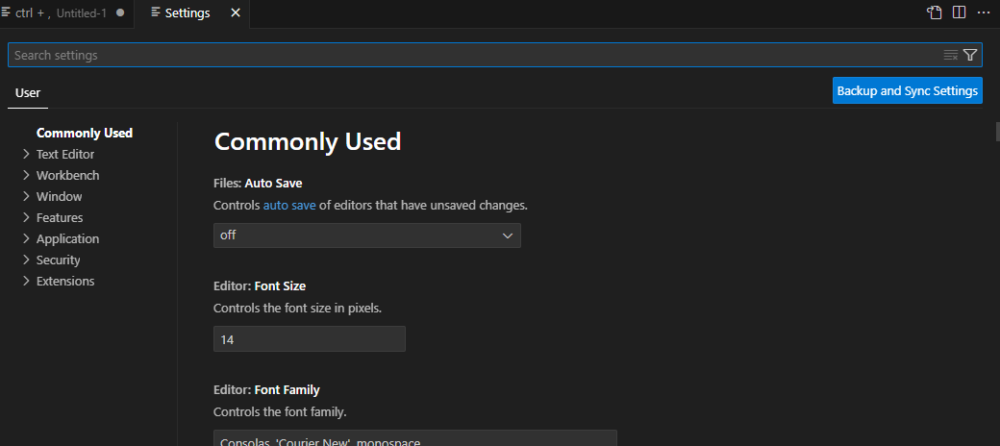 ctrl + , Untitled-1
Settings
Search settings
User
Backup and Sync Settings
Commonly Used
Text Editor
Workbench
Window
Features
Application
Security
Extensions
Commonly Used
Files: Auto Save
Controls auto save of editors that have unsaved changes.
off
Editor: Font Size
Controls the font size in pixels.
14
Editor: Font Family
Controls the font family.
Consolas, 'Courier New', monospace